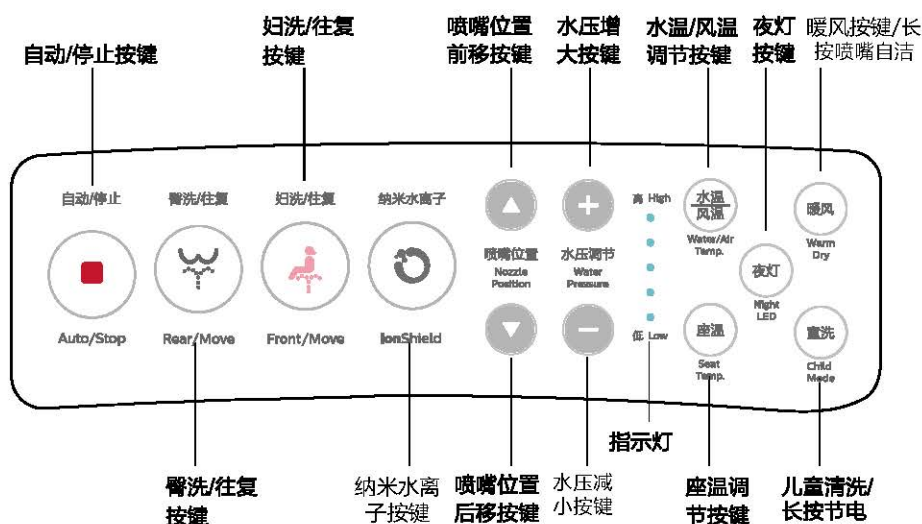 自动/停止按键
妇洗/往复
按键
喷嘴位置
前移按键
水压增
大按键
水温/风温
调节按键
夜灯
按键
暖风按键/长
按喷嘴自洁
自动/停止
臀洗/往复
妇洗/往复
纳米水离子
喷嘴位置
Nozzle
Position
水压调节
Water
Pressure
高 High
低 Low
水温
风温
Water/Air
Temp.
夜灯
Night
LED
暖风
Warm
Dry
座温
Seat
Temp.
童洗
Child
Mode
Auto/Stop
Rear/Move
Front/Move
IonShield
指示灯
臀洗/往复
按键
纳米水离
子按键
喷嘴位置
后移按键
水压减
小按键
座温调
节按键
儿童清洗/
长按节电